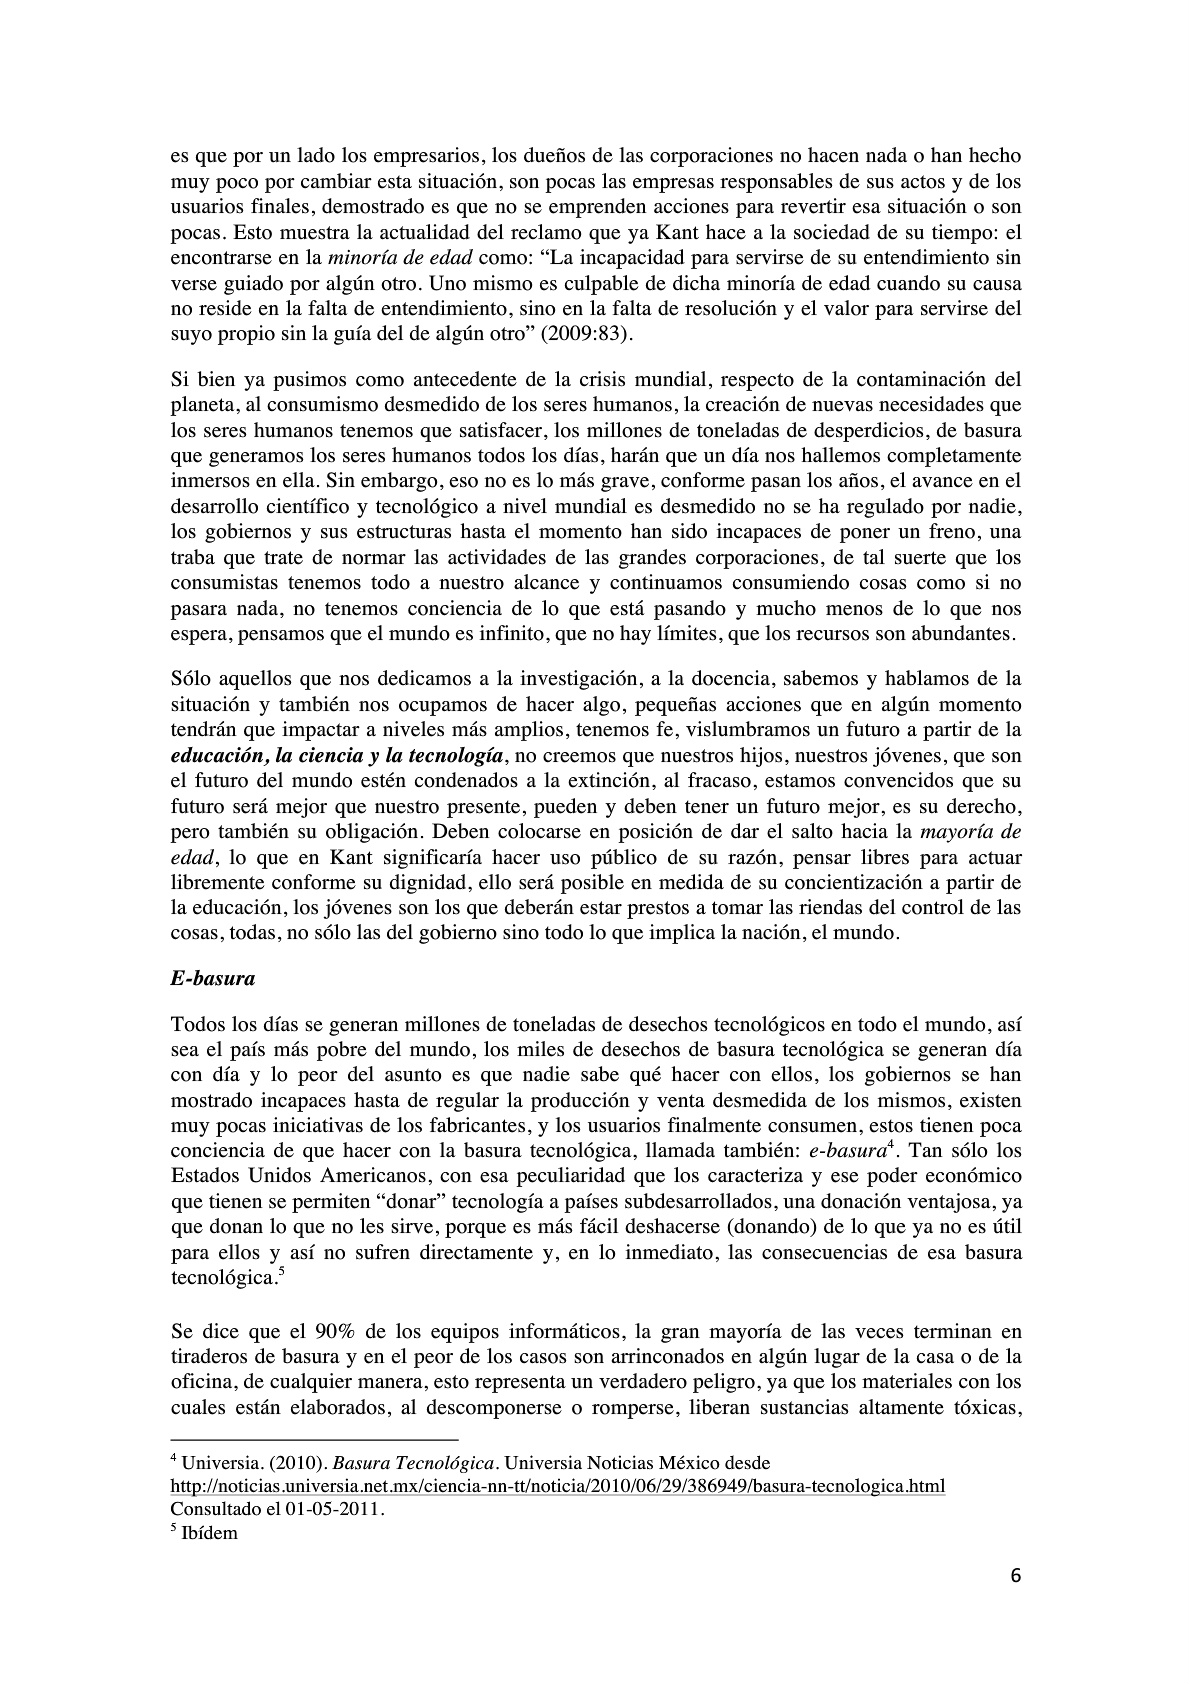 es que por un lado los empresarios, los dueños de las corporaciones no hacen nada o han hecho
muy poco por cambiar esta situación, son pocas las empresas responsables de sus actos y de los
usuarios finales, demostrado es que no se emprenden acciones para revertir esa situación o son
pocas. Esto muestra la actualidad del reclamo que ya Kant hace a la sociedad de su tiempo: el
encontrarse en la minoría de edad como: “La incapacidad para servirse de su entendimiento sin
verse guiado por algún otro. Uno mismo es culpable de dicha minoría de edad cuando su causa
no reside en la falta de entendimiento, sino en la falta de resolución y el valor para servirse del
suyo propio sin la guía del de algún otro” (2009:83).
Si bien ya pusimos como antecedente de la crisis mundial, respecto de la contaminación del
planeta, al consumismo desmedido de los seres humanos, la creación de nuevas necesidades que
los seres humanos tenemos que satisfacer, los millones de toneladas de desperdicios, de basura
que generamos los seres humanos todos los días, harán que un día nos hallemos completamente
inmersos en ella. Sin embargo, eso no es lo más grave, conforme pasan los años, el avance en el
desarrollo científico y tecnológico a nivel mundial es desmedido no se ha regulado por nadie,
los gobiernos y sus estructuras hasta el momento han sido incapaces de poner un freno, una
traba que trate de normar las actividades de las grandes corporaciones, de tal suerte que los
consumistas tenemos todo a nuestro alcance y continuamos consumiendo cosas como si no
pasara nada, no tenemos conciencia de lo que está pasando y mucho menos de lo que nos
espera, pensamos que el mundo es infinito, que no hay límites, que los recursos son abundantes.
Sólo aquellos que nos dedicamos a la investigación, a la docencia, sabemos y hablamos de la
situación y también nos ocupamos de hacer algo, pequeñas acciones que en algún momento
tendrán que impactar a niveles más amplios, tenemos fe, vislumbramos un futuro a partir de la
educación, la ciencia y la tecnología, no creemos que nuestros hijos, nuestros jóvenes, que son
el futuro del mundo estén condenados a la extinción, al fracaso, estamos convencidos que su
futuro será mejor que nuestro presente, pueden y deben tener un futuro mejor, es su derecho,
pero también su obligación. Deben colocarse en posición de dar el salto hacia la mayoría de
edad, lo que en Kant significaría hacer uso público de su razón, pensar libres para actuar
libremente conforme su dignidad, ello será posible en medida de su concientización a partir de
la educación, los jóvenes son los que deberán estar prestos a tomar las riendas del control de las
cosas, todas, no sólo las del gobierno sino todo lo que implica la nación, el mundo.
E-basura
Todos los días se generan millones de toneladas de desechos tecnológicos en todo el mundo, así
sea el país más pobre del mundo, los miles de desechos de basura tecnológica se generan día
con día y lo peor del asunto es que nadie sabe qué hacer con ellos, los gobiernos se han
mostrado incapaces hasta de regular la producción y venta desmedida de los mismos, existen
muy pocas iniciativas de los fabricantes, y los usuarios finalmente consumen, estos tienen poca
conciencia de que hacer con la basura tecnológica, llamada también: e-basura4. Tan sólo los
Estados Unidos Americanos, con esa peculiaridad que los caracteriza y ese poder económico
que tienen se permiten “donar” tecnología a países subdesarrollados, una donación ventajosa, ya
que donan lo que no les sirve, porque es más fácil deshacerse (donando) de lo que ya no es útil
para ellos y así no sufren directamente y, en lo inmediato, las consecuencias de esa basura
tecnológica.5
Se dice que el 90% de los equipos informáticos, la gran mayoría de las veces terminan en
tiraderos de basura y en el peor de los casos son arrinconados en algún lugar de la casa o de la
oficina, de cualquier manera, esto representa un verdadero peligro, ya que los materiales con los
cuales están elaborados, al descomponerse o romperse, liberan sustancias altamente tóxicas,
4 Universia. (2010). Basura Tecnológica. Universia Noticias México desde
http://noticias.universia.net.mx/ciencia-nn-tt/noticia/2010/06/29/386949/basura-tecnologica.html
Consultado el 01-05-2011.
5 Ibídem
6